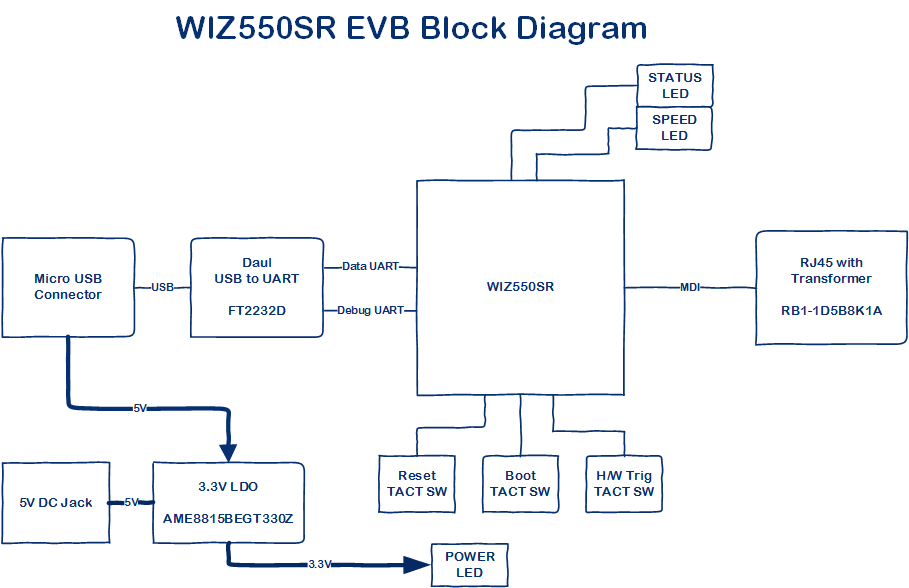 WIZ550SR EVB Block Diagram
STATUS
LED
SPEED
LED
Micro USB
Connector
USB
Daul
USB to UART
FT2232D
Data UART
Debug UART
WIZ550SR
MDI
RJ45 with
Transformer
RB1-1D5B8K1A
5V
5V DC Jack
5V
3.3V LDO
AME8815BEGT330Z
Reset
TACT SW
Boot
TACT SW
H/W Trig
TACT SW
3.3V
POWER
LED